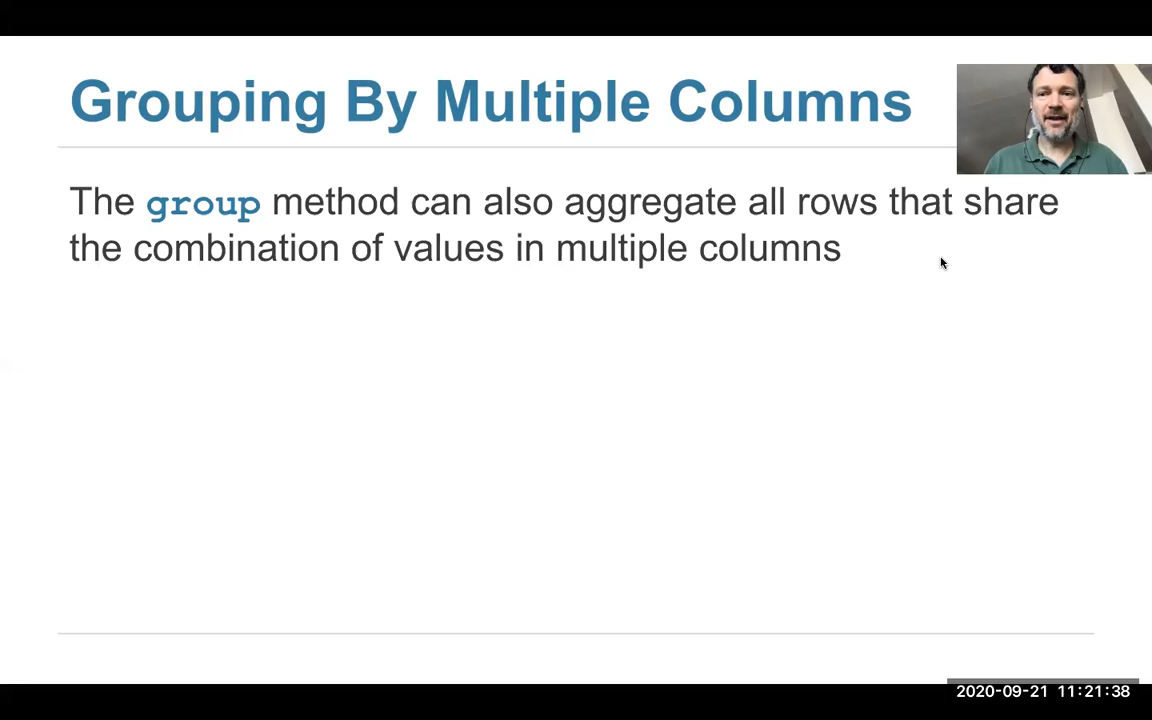 Grouping By Multiple Columns
The group method can also aggregate all rows that share
the combination of values in multiple columns
2020-09-21 11:21:38